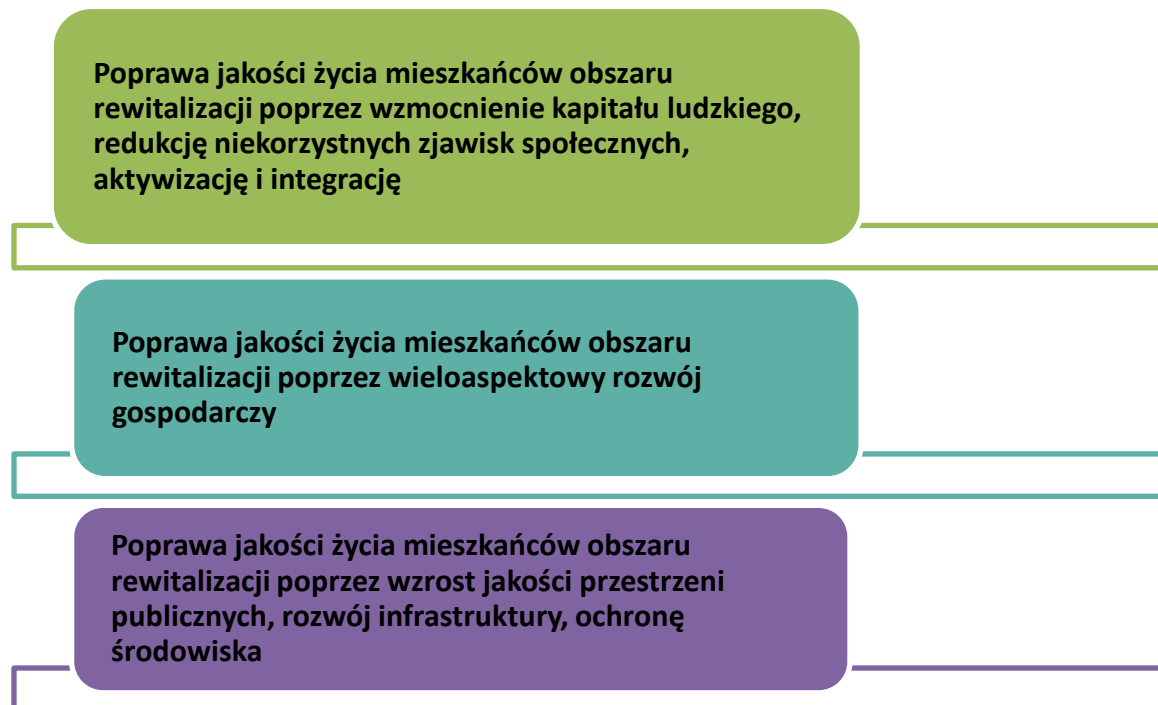 Poprawa jakości życia mieszkańców obszaru
rewitalizacji poprzez wzmocnienie kapitału ludzkiego,
redukcję niekorzystnych zjawisk społecznych,
aktywizację i integrację
Poprawa jakości życia mieszkańców obszaru
rewitalizacji poprzez wieloaspektowy rozwój
gospodarczy
Poprawa jakości życia mieszkańców obszaru
rewitalizacji poprzez wzrost jakości przestrzeni
publicznych, rozwój infrastruktury, ochronę
środowiska